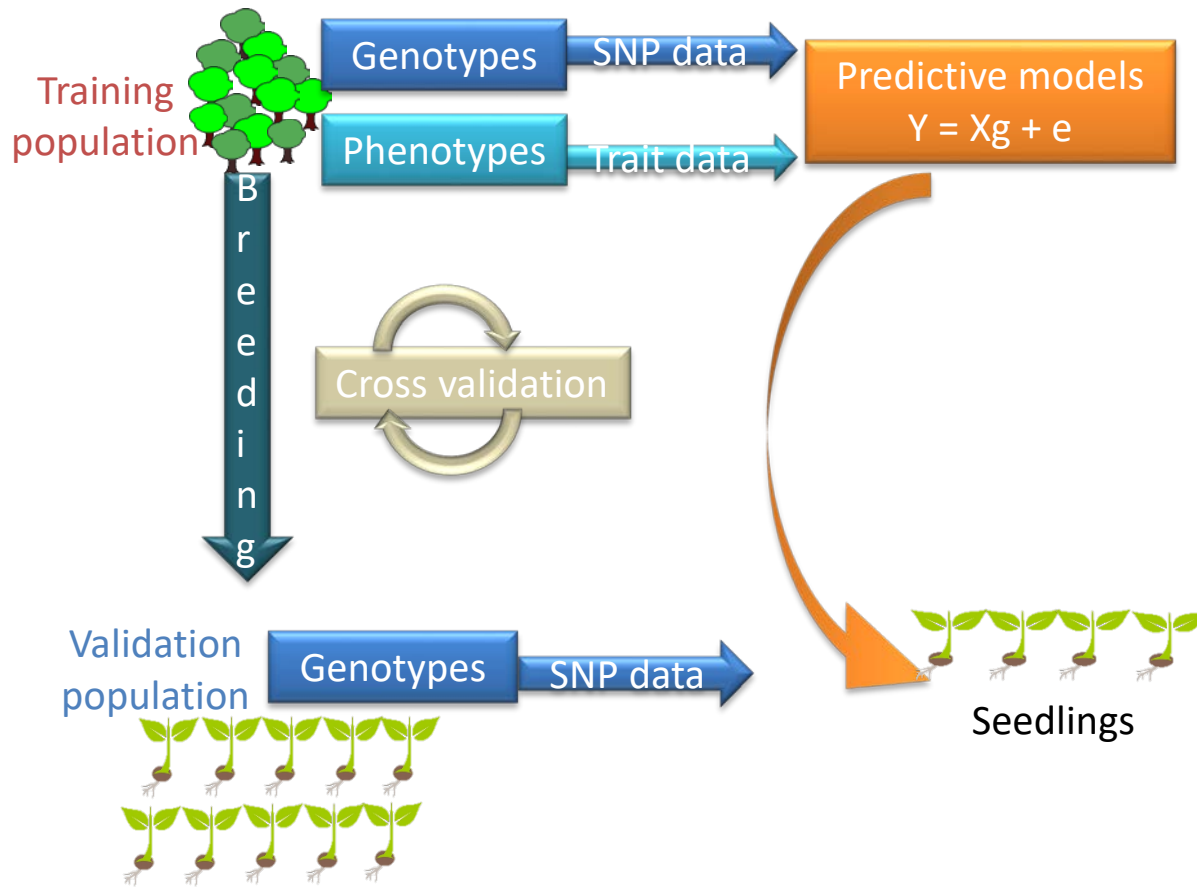 Training
population
Genotypes
SNP data
Phenotypes
Trait data
Predictive models
Y = Xg + e
Breeding
Cross validation
Validation
population
Genotypes
SNP data
Seedlings